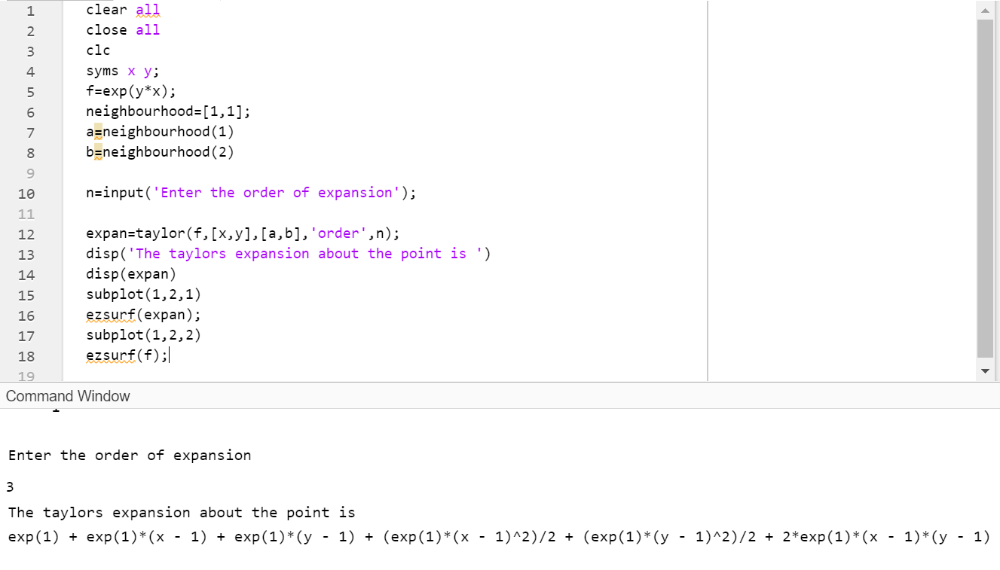 1 clear all
2 close all
3 clc
4 syms x y;
5 f=exp(y*x);
6 neighbourhood=[1,1];
7 a=neighbourhood(1)
8 b=neighbourhood(2)
9
10 n=input('Enter the order of expansion');
11
12 expan=taylor(f,[x,y],[a,b],'order',n);
13 disp('The taylors expansion about the point is ')
14 disp(expan)
15 subplot(1,2,1)
16 ezsurf(expan);
17 subplot(1,2,2)
18 ezsurf(f);
19
Command Window
Enter the order of expansion
3
The taylors expansion about the point is
exp(1) + exp(1)*(x - 1) + exp(1)*(y - 1) + (exp(1)*(x - 1)^2)/2 + (exp(1)*(y - 1)^2)/2 + 2*exp(1)*(x - 1)*(y - 1)